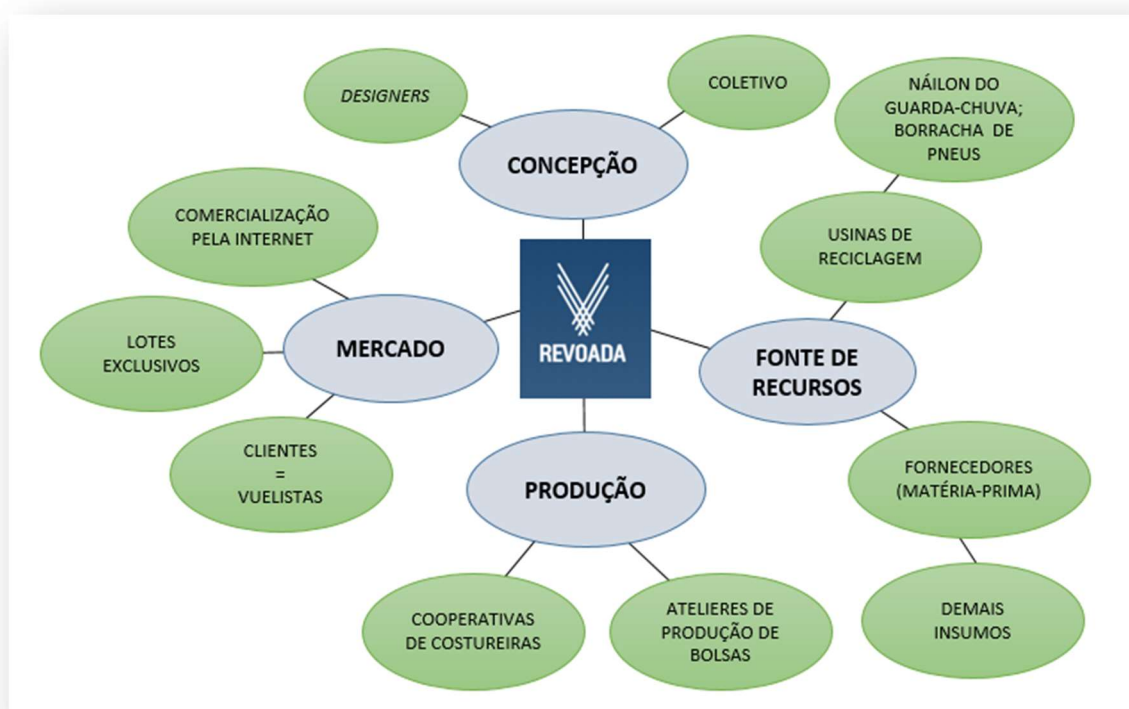 DESIGNERS
COLETIVO
CONCEPÇÃO
NÁILON DO
GUARDA-CHUVA;
BORRACHA DE
PNEUS
USINAS DE
RECICLAGEM
COMERCIALIZAÇÃO
PELA INTERNET
LOTES
EXCLUSIVOS
MERCADO
CLIENTES
=
VUELISTAS
REVOADA
FONTE DE
RECURSOS
FORNECEDORES
(MATÉRIA-PRIMA)
DEMAIS
INSUMOS
PRODUÇÃO
COOPERATIVAS
DE COSTUREIRAS
ATELIERES DE
PRODUÇÃO DE
BOLSAS